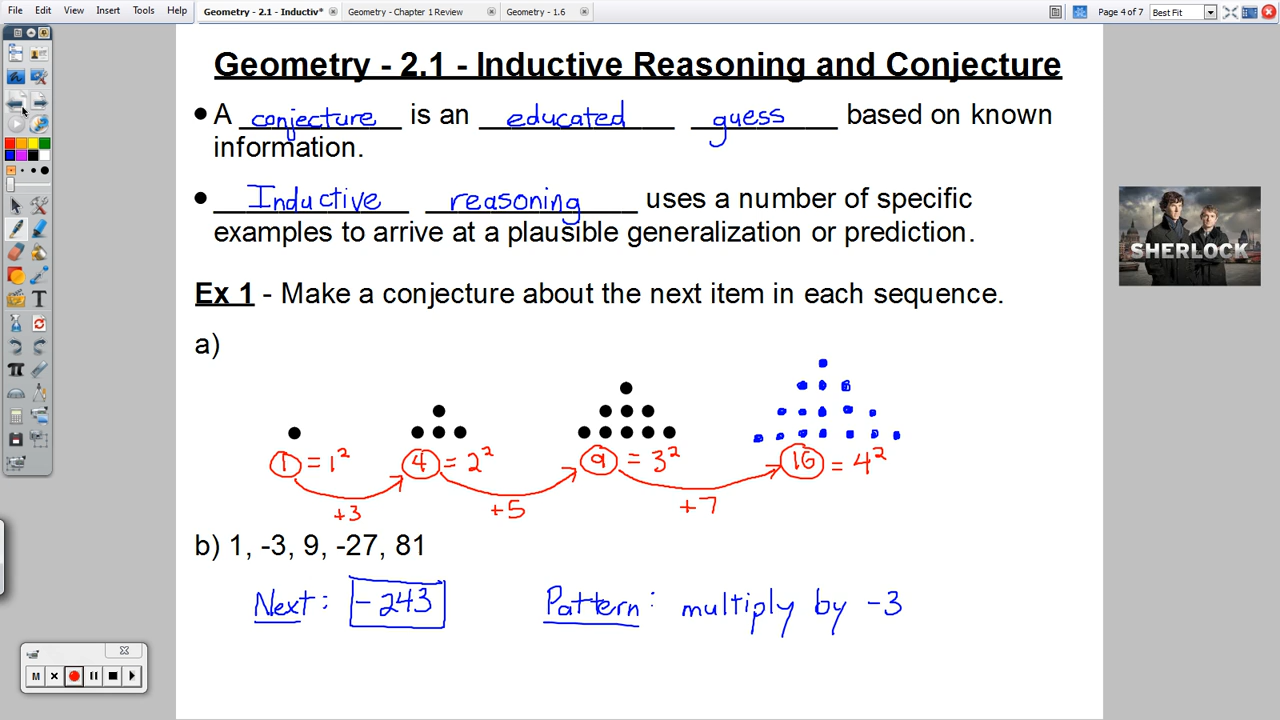 File Edit View Insert Tools Help
Geometry - 2.1 - Inductiv*
Geometry - Chapter 1 Review
Geometry - 1.6
Page 4 of 7
Best Fit
Geometry - 2.1 - Inductive Reasoning and Conjecture
A conjecture is an educated guess based on known
information.
Inductive reasoning uses a number of specific
examples to arrive at a plausible generalization or prediction.
SHERLOCK
Ex 1 - Make a conjecture about the next item in each sequence.
a)
1 = 1² 4 = 2² 9 = 3² 16 = 4²
+3 +5 +7
b) 1, -3, 9, -27, 81
Next: -243 Pattern: multiply by -3
M